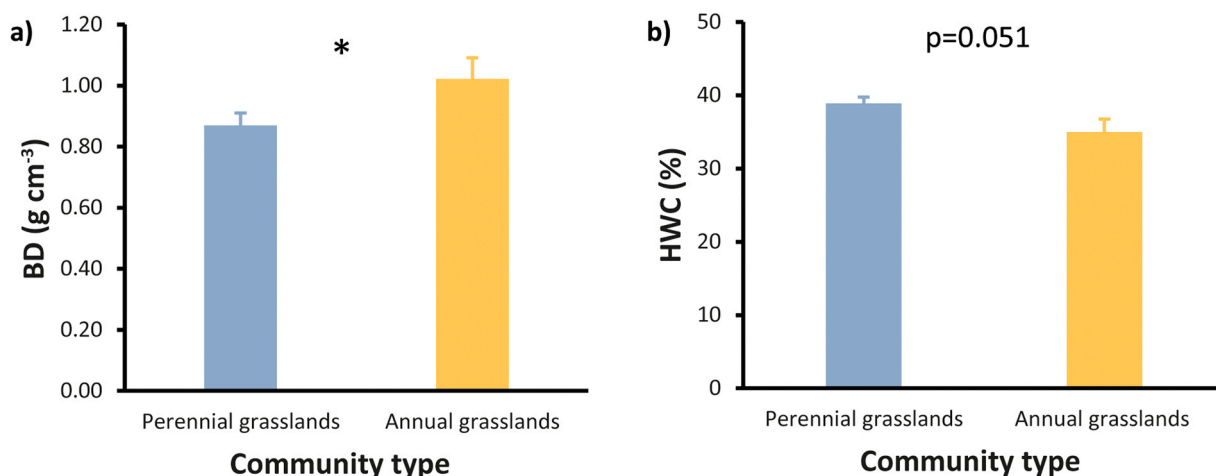 a)
*
BD (g cm⁻³)
1.20
1.00
0.80
0.60
0.40
0.20
0.00
Perennial grasslands
Annual grasslands
Community type
b)
p=0.051
HWC (%)
50
40
30
20
10
0
Perennial grasslands
Annual grasslands
Community type